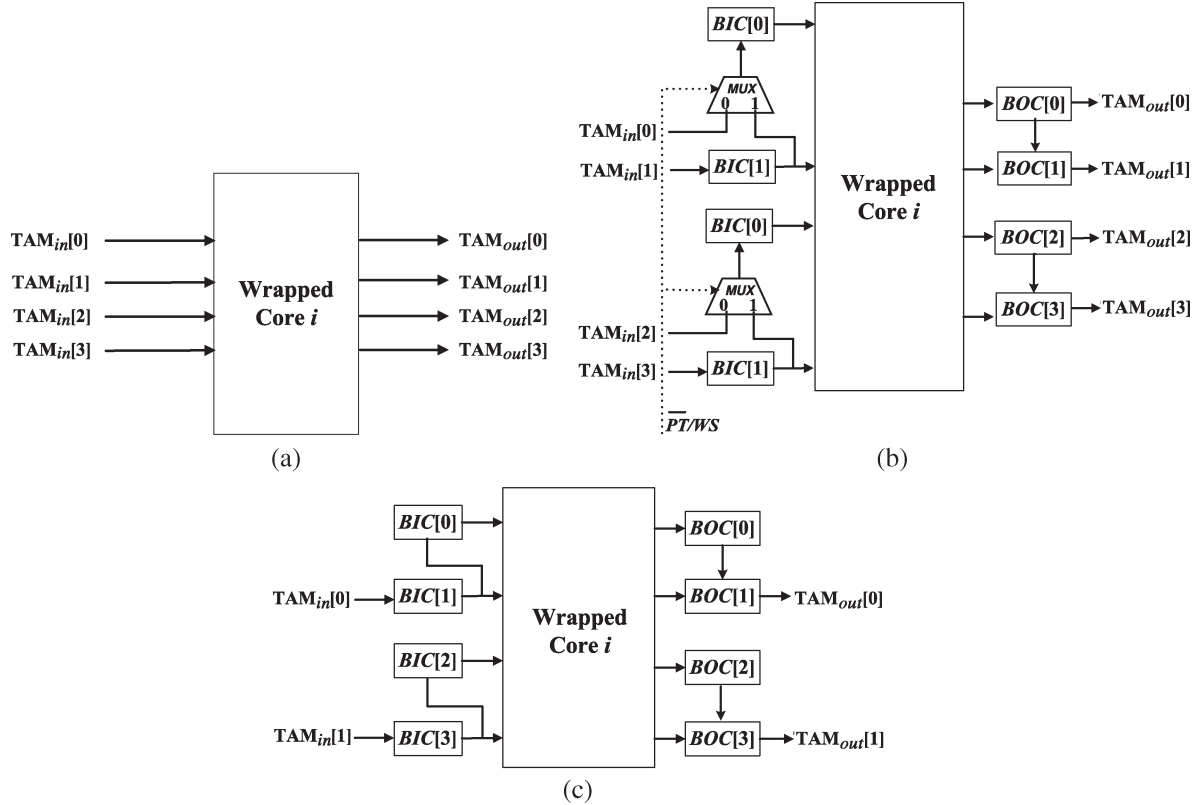 TAMin[0]
TAMin[1]
TAMin[2]
TAMin[3]
Wrapped
Core i
TAMout[0]
TAMout[1]
TAMout[2]
TAMout[3]
(a)
BIC[0]
MUX
0 1
TAMin[0]
TAMin[1]
BIC[1]
BIC[0]
MUX
0 1
TAMin[2]
TAMin[3]
BIC[1]
PT/WS
Wrapped
Core i
BOC[0]
TAMout[0]
BOC[1]
TAMout[1]
BOC[2]
TAMout[2]
BOC[3]
TAMout[3]
(b)
BIC[0]
TAMin[0]
BIC[1]
BIC[2]
TAMin[1]
BIC[3]
Wrapped
Core i
BOC[0]
BOC[1]
TAMout[0]
BOC[2]
BOC[3]
TAMout[1]
(c)